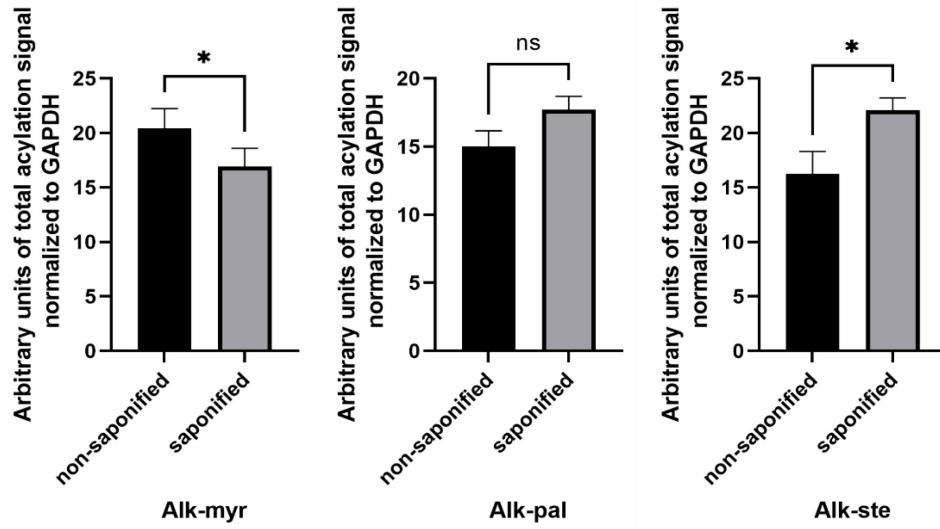 Arbitrary units of total acylation signal
normalized to GAPDH
25
20
15
10
5
0
*
non-saponified
saponified
Alk-myr
Arbitrary units of total acylation signal
normalized to GAPDH
20
15
10
5
0
ns
non-saponified
saponified
Alk-pal
Arbitrary units of total acylation signal
normalized to GAPDH
25
20
15
10
5
0
*
non-saponified
saponified
Alk-ste